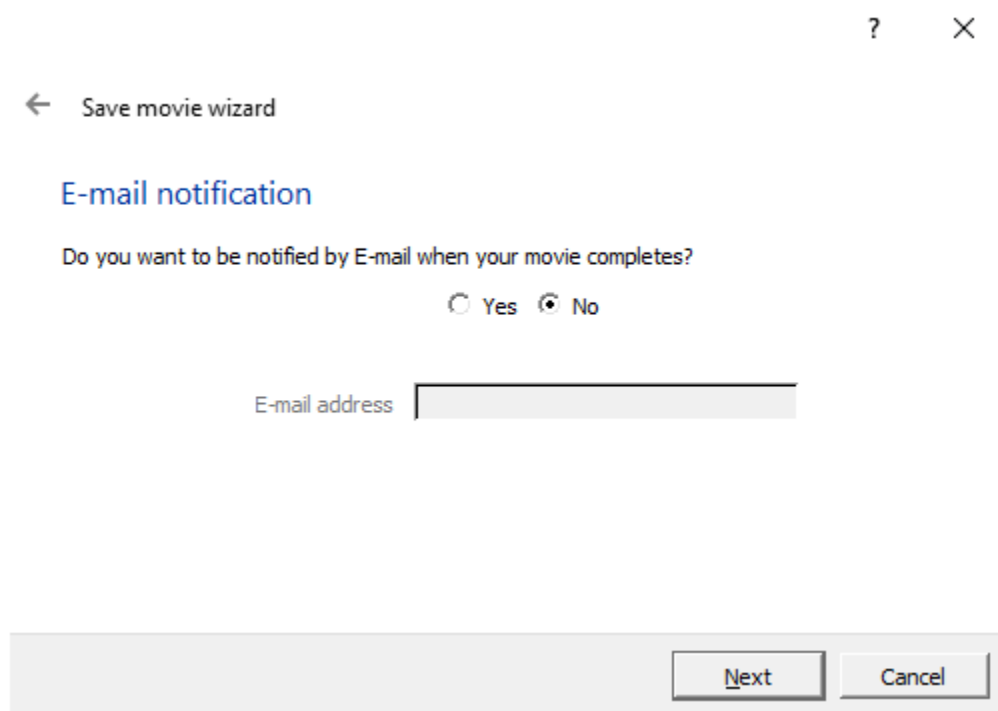 ?
Save movie wizard
E-mail notification
Do you want to be notified by E-mail when your movie completes?
Yes No
E-mail address
Next Cancel